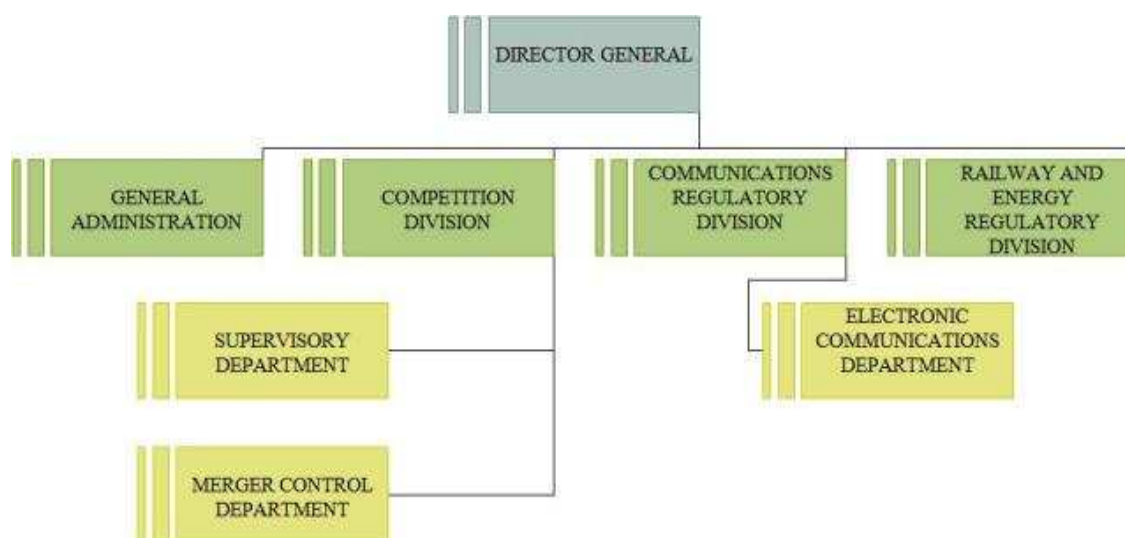 DIRECTOR GENERAL
GENERAL
ADMINISTRATION
COMPETITION
DIVISION
COMMUNICATIONS
REGULATORY
DIVISION
RAILWAY AND
ENERGY
REGULATORY
DIVISION
SUPERVISORY
DEPARTMENT
ELECTRONIC
COMMUNICATIONS
DEPARTMENT
MERGER CONTROL
DEPARTMENT